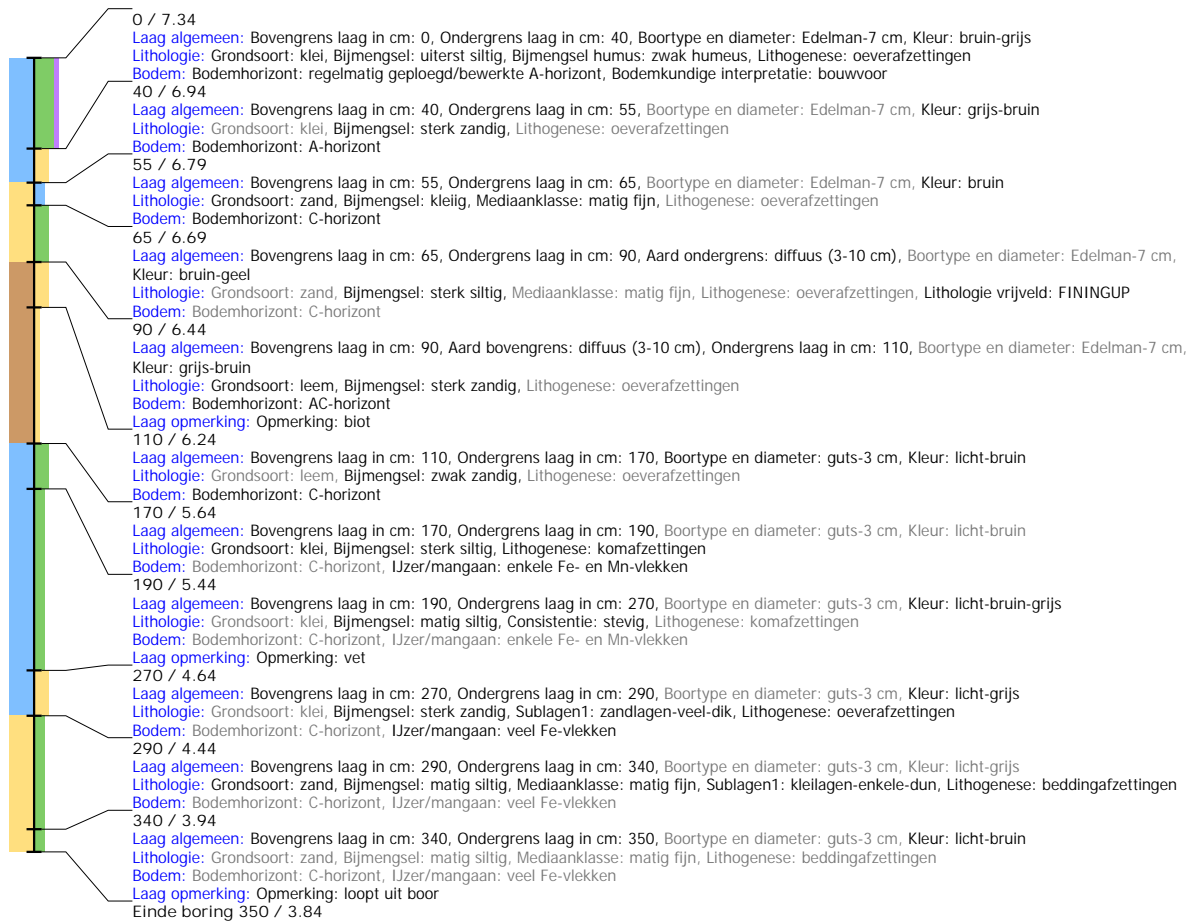 0 / 7.34
Laag algemeen: Bovengrens laag in cm: 0, Ondergrens laag in cm: 40, Boortype en diameter: Edelman-7 cm, Kleur: bruin-grijs
Lithologie: Grondsoort: klei, Bijmengsel: uiterst siltig, Bijmengsel humus: zwak humeus, Lithogenese: oeverafzettingen
Bodem: Bodemhorizont: regelmatig geploegd/bewerkte A-horizont, Bodemkundige interpretatie: bouwvoor
40 / 6.94
Laag algemeen: Bovengrens laag in cm: 40, Ondergrens laag in cm: 55, Boortype en diameter: Edelman-7 cm, Kleur: grijs-bruin
Lithologie: Grondsoort: klei, Bijmengsel: sterk zandig, Lithogenese: oeverafzettingen
Bodem: Bodemhorizont: A-horizont
55 / 6.79
Laag algemeen: Bovengrens laag in cm: 55, Ondergrens laag in cm: 65, Boortype en diameter: Edelman-7 cm, Kleur: bruin
Lithologie: Grondsoort: zand, Bijmengsel: kleiig, Mediaanklasse: matig fijn, Lithogenese: oeverafzettingen
Bodem: Bodemhorizont: C-horizont
65 / 6.69
Laag algemeen: Bovengrens laag in cm: 65, Ondergrens laag in cm: 90, Aard ondergrens: diffuus (3-10 cm), Boortype en diameter: Edelman-7 cm,
Kleur: bruin-geel
Lithologie: Grondsoort: zand, Bijmengsel: sterk siltig, Mediaanklasse: matig fijn, Lithogenese: oeverafzettingen, Lithologie vrijveld: FININGUP
Bodem: Bodemhorizont: C-horizont
90 / 6.44
Laag algemeen: Bovengrens laag in cm: 90, Aard bovengrens: diffuus (3-10 cm), Ondergrens laag in cm: 110, Boortype en diameter: Edelman-7 cm,
Kleur: grijs-bruin
Lithologie: Grondsoort: leem, Bijmengsel: sterk zandig, Lithogenese: oeverafzettingen
Bodem: Bodemhorizont: AC-horizont
Laag opmerking: Opmerking: biot
110 / 6.24
Laag algemeen: Bovengrens laag in cm: 110, Ondergrens laag in cm: 170, Boortype en diameter: guts-3 cm, Kleur: licht-bruin
Lithologie: Grondsoort: leem, Bijmengsel: zwak zandig, Lithogenese: oeverafzettingen
Bodem: Bodemhorizont: C-horizont
170 / 5.64
Laag algemeen: Bovengrens laag in cm: 170, Ondergrens laag in cm: 190, Boortype en diameter: guts-3 cm, Kleur: licht-bruin
Lithologie: Grondsoort: klei, Bijmengsel: sterk siltig, Lithogenese: komafzettingen
Bodem: Bodemhorizont: C-horizont, IJzer/mangaan: enkele Fe- en Mn-vlekken
190 / 5.44
Laag algemeen: Bovengrens laag in cm: 190, Ondergrens laag in cm: 270, Boortype en diameter: guts-3 cm, Kleur: licht-bruin-grijs
Lithologie: Grondsoort: klei, Bijmengsel: matig siltig, Consistentie: stevig, Lithogenese: komafzettingen
Bodem: Bodemhorizont: C-horizont, IJzer/mangaan: enkele Fe- en Mn-vlekken
Laag opmerking: Opmerking: vet
270 / 4.64
Laag algemeen: Bovengrens laag in cm: 270, Ondergrens laag in cm: 290, Boortype en diameter: guts-3 cm, Kleur: licht-grijs
Lithologie: Grondsoort: klei, Bijmengsel: sterk zandig, Sublagen1: zandlagen-veel-dik, Lithogenese: oeverafzettingen
Bodem: Bodemhorizont: C-horizont, IJzer/mangaan: veel Fe-vlekken
290 / 4.44
Laag algemeen: Bovengrens laag in cm: 290, Ondergrens laag in cm: 340, Boortype en diameter: guts-3 cm, Kleur: licht-grijs
Lithologie: Grondsoort: zand, Bijmengsel: matig siltig, Mediaanklasse: matig fijn, Sublagen1: kleilagen-enkele-dun, Lithogenese: beddingafzettingen
Bodem: Bodemhorizont: C-horizont, IJzer/mangaan: veel Fe-vlekken
340 / 3.94
Laag algemeen: Bovengrens laag in cm: 340, Ondergrens laag in cm: 350, Boortype en diameter: guts-3 cm, Kleur: licht-bruin
Lithologie: Grondsoort: zand, Bijmengsel: matig siltig, Mediaanklasse: matig fijn, Lithogenese: beddingafzettingen
Bodem: Bodemhorizont: C-horizont, IJzer/mangaan: veel Fe-vlekken
Laag opmerking: Opmerking: loopt uit boor
Einde boring 350 / 3.84